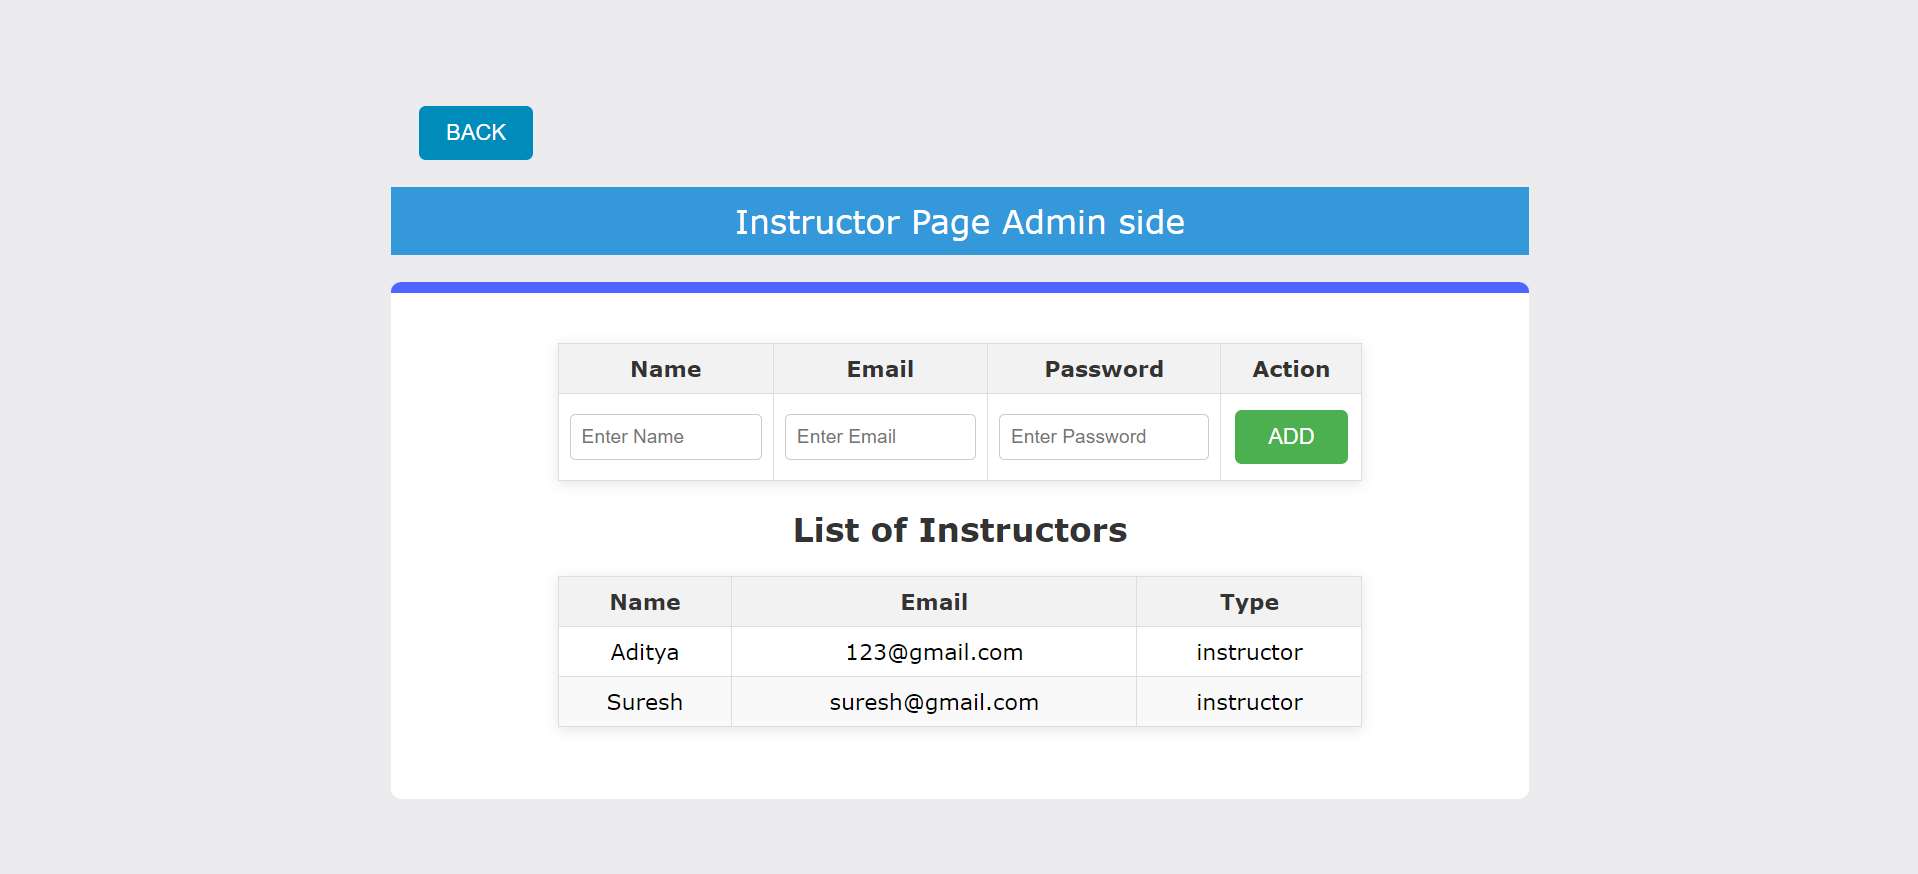 BACK
Instructor Page Admin side
Name Email Password Action
Enter Name Enter Email Enter Password ADD
List of Instructors
Name Email Type
Aditya 123@gmail.com instructor
Suresh suresh@gmail.com instructor